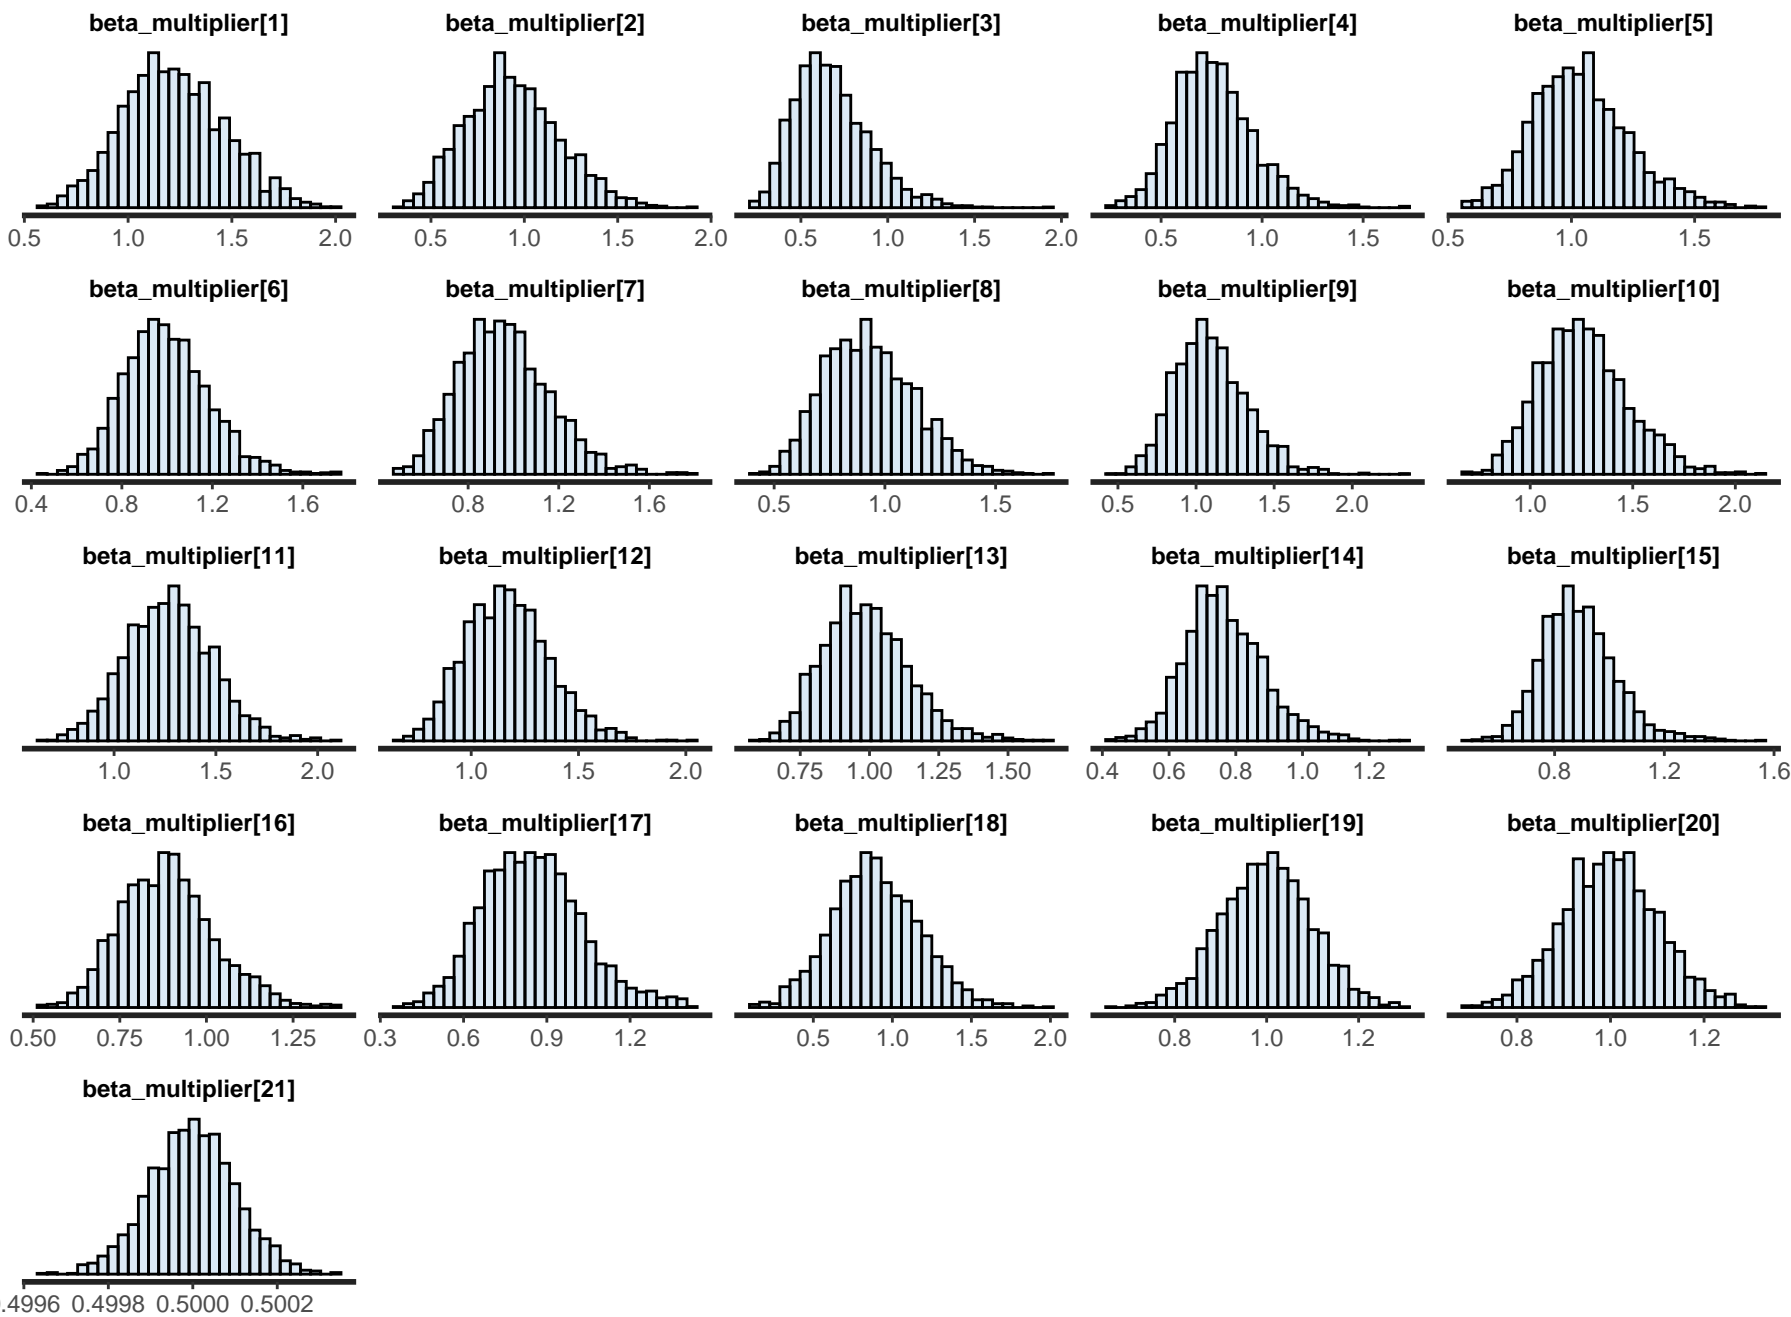 beta_multiplier[1] beta_multiplier[2] beta_multiplier[3] beta_multiplier[4] beta_multiplier[5]
0.5 1.0 1.5 2.0 0.5 1.0 1.5 2.0 0.5 1.0 1.5 2.0 0.5 1.0 1.5 0.5 1.0 1.5
beta_multiplier[6] beta_multiplier[7] beta_multiplier[8] beta_multiplier[9] beta_multiplier[10]
0.4 0.8 1.2 1.6 0.8 1.2 1.6 0.5 1.0 1.5 0.5 1.0 1.5 2.0 1.0 1.5 2.0
beta_multiplier[11] beta_multiplier[12] beta_multiplier[13] beta_multiplier[14] beta_multiplier[15]
1.0 1.5 2.0 1.0 1.5 2.0 0.75 1.00 1.25 1.50 0.4 0.6 0.8 1.0 1.2 0.8 1.2 1.6
beta_multiplier[16] beta_multiplier[17] beta_multiplier[18] beta_multiplier[19] beta_multiplier[20]
0.50 0.75 1.00 1.25 0.3 0.6 0.9 1.2 0.5 1.0 1.5 2.0 0.8 1.0 1.2 0.8 1.0 1.2
beta_multiplier[21]
.4996 0.4998 0.5000 0.5002